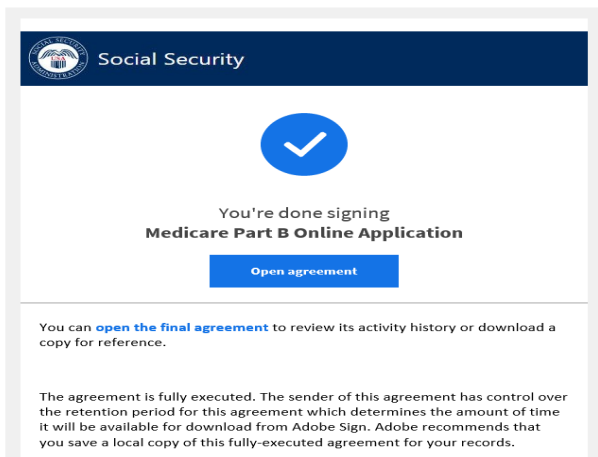 SOCIAL SECURITY ADMINISTRATION
USA
Social Security
You're done signing
Medicare Part B Online Application
Open agreement
You can open the final agreement to review its activity history or download a
copy for reference.
The agreement is fully executed. The sender of this agreement has control over
the retention period for this agreement which determines the amount of time
it will be available for download from Adobe Sign. Adobe recommends that
you save a local copy of this fully-executed agreement for your records.